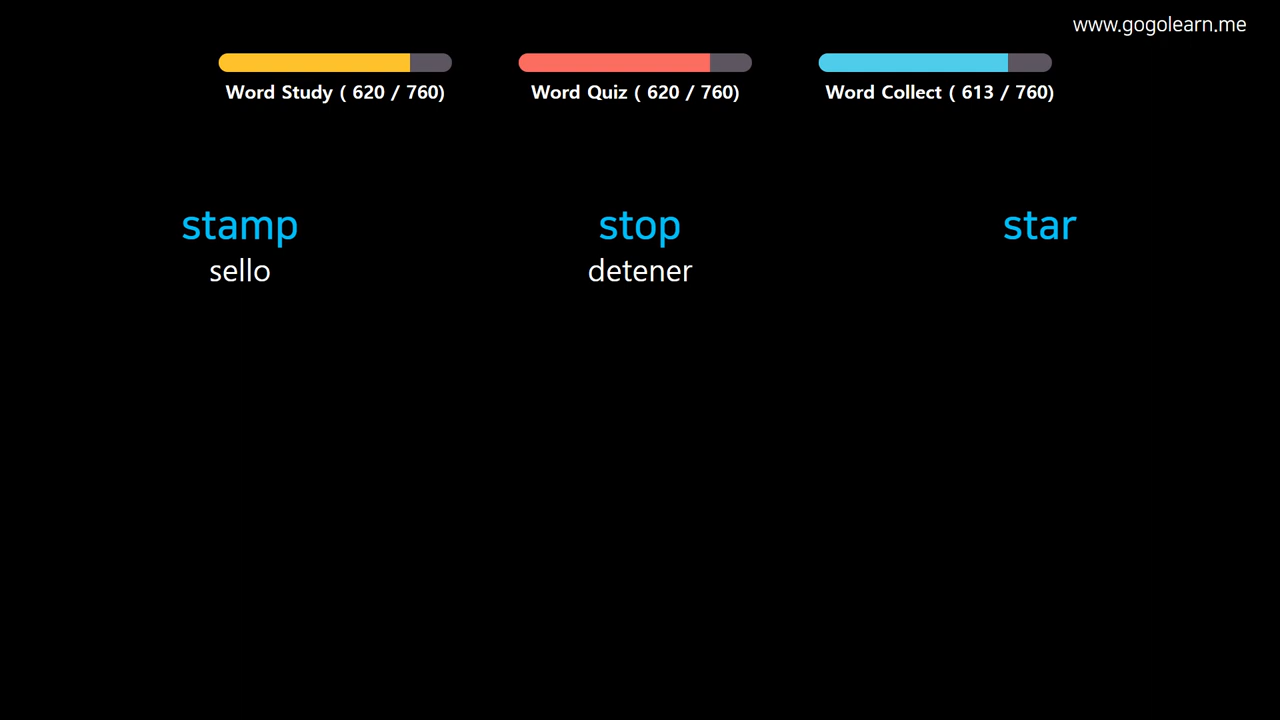 www.gogolearn.me
Word Study ( 620 / 760)
Word Quiz ( 620 / 760)
Word Collect ( 613 / 760)
stamp
sello
stop
detener
star